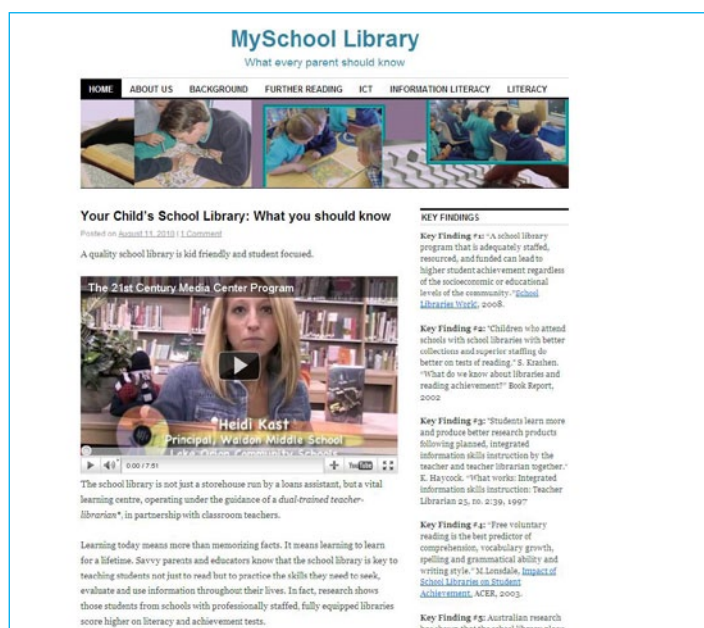 MySchool Library
What every parent should know
HOME ABOUT US BACKGROUND FURTHER READING ICT INFORMATION LITERACY LITERACY
Your Child's School Library: What you should know
Posted on August 11, 2010 | 1 Comment
A quality school library is kid friendly and student focused.
The 21st Century Media Center Program
*Heidi Kast
Principal, Waldon Middle School
Lake Orion Community Schools
0:00 / 7:51
YouTube
The school library is not just a storehouse run by a loans assistant, but a vital
learning centre, operating under the guidance of a dual-trained teacher-
librarian*, in partnership with classroom teachers.
Learning today means more than memorizing facts. It means learning to learn
for a lifetime. Savvy parents and educators know that the school library is key to
teaching students not just to read but to practice the skills they need to seek,
evaluate and use information throughout their lives. In fact, research shows
those students from schools with professionally staffed, fully equipped libraries
score higher on literacy and achievement tests.
KEY FINDINGS
Key Finding #1: "A school library
program that is adequately staffed,
resourced, and funded can lead to
higher student achievement regardless
of the socioeconomic or educational
levels of the community."School
Libraries Work!, 2008.
Key Finding #2: "Children who attend
schools with school libraries with better
collections and superior staffing do
better on tests of reading." S. Krashen.
"What do we know about libraries and
reading achievement?" Book Report,
2002
Key Finding #3: "Students learn more
and produce better research products
following planned, integrated
information skills instruction by the
teacher and teacher librarian together."
K. Haycock. "What works: Integrated
information skills instruction: Teacher
Librarian 25, no. 2:39, 1997
Key Finding #4: "Free voluntary
reading is the best predictor of
comprehension, vocabulary growth,
spelling and grammatical ability and
writing style." M.Lonsdale, Impact of
School Libraries on Student
Achievement, ACER, 2003.
Key Finding #5: Australian research